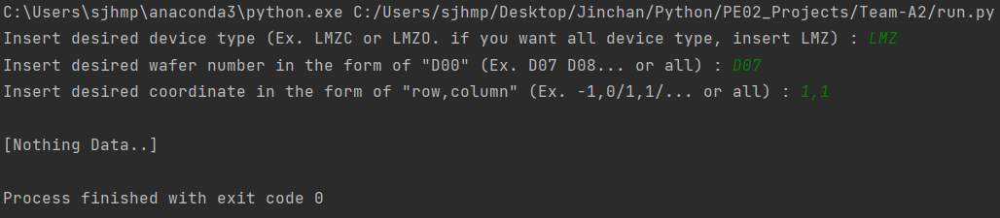 C:\Users\sjhmp\anaconda3\python.exe C:/Users/sjhmp/Desktop/Jinchan/Python/PE02_Projects/Team-A2/run.py
Insert desired device type (Ex. LMZC or LMZO. if you want all device type, insert LMZ) : LMZ
Insert desired wafer number in the form of "D00" (Ex. D07 D08... or all) : D07
Insert desired coordinate in the form of "row,column" (Ex. -1,0/1,1/... or all) : 1,1
[Nothing Data..]
Process finished with exit code 0